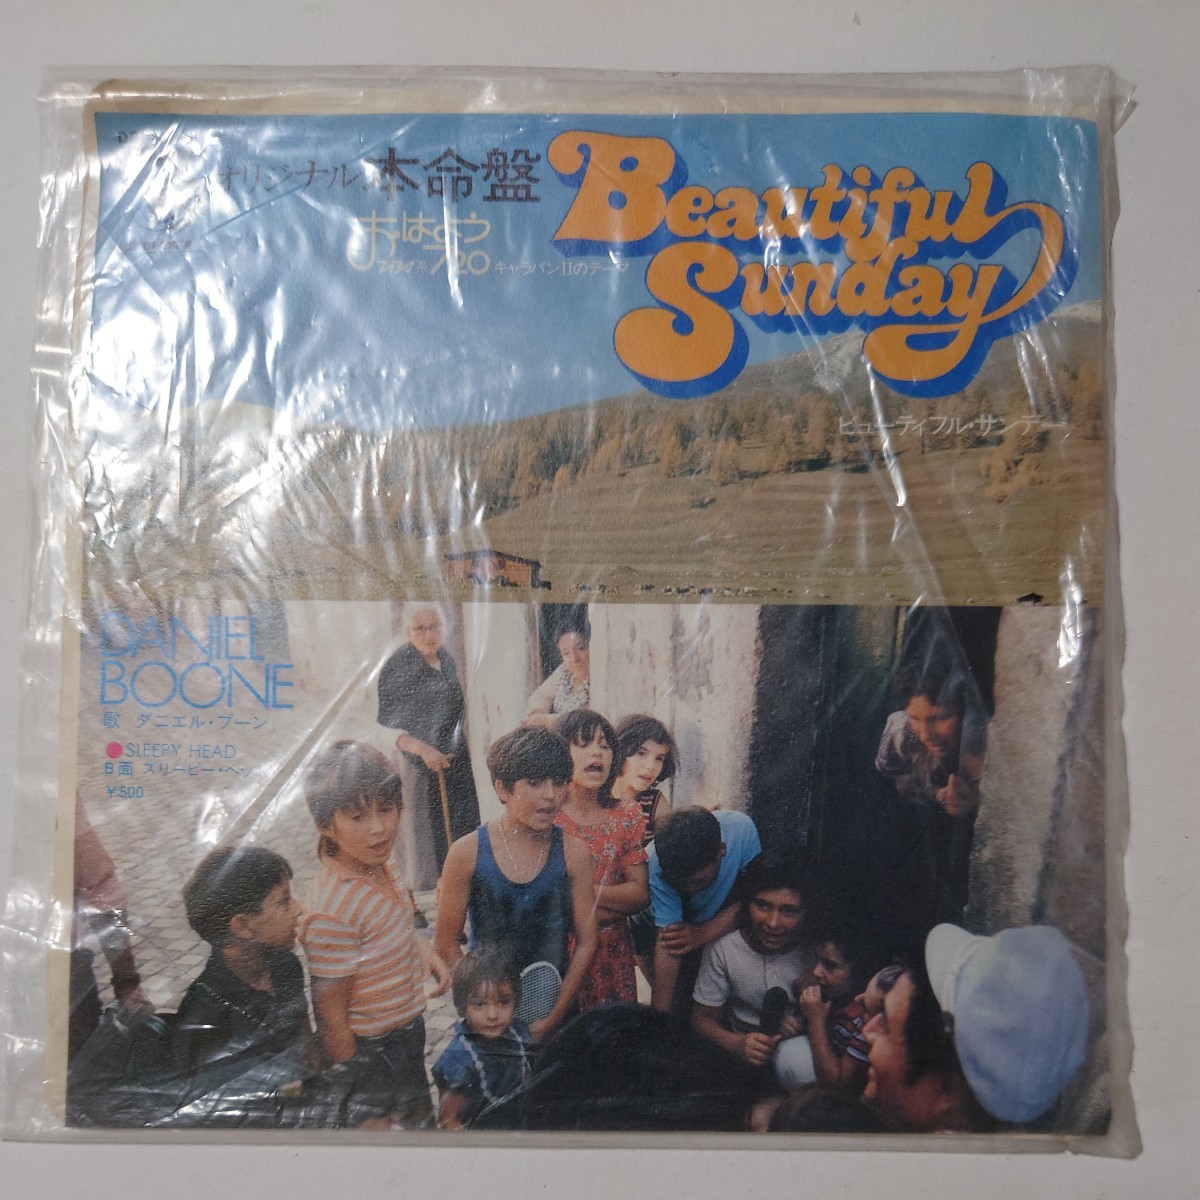 オリジナル本命盤
おはよう720
キャラバンIIのテーマ
Beautiful
Sunday
ビューティフル・サンデー
DANIEL
BOONE
歌 ダニエル・ブーン
●SLEEPY HEAD
B面 スリーピー・ヘッ
¥500